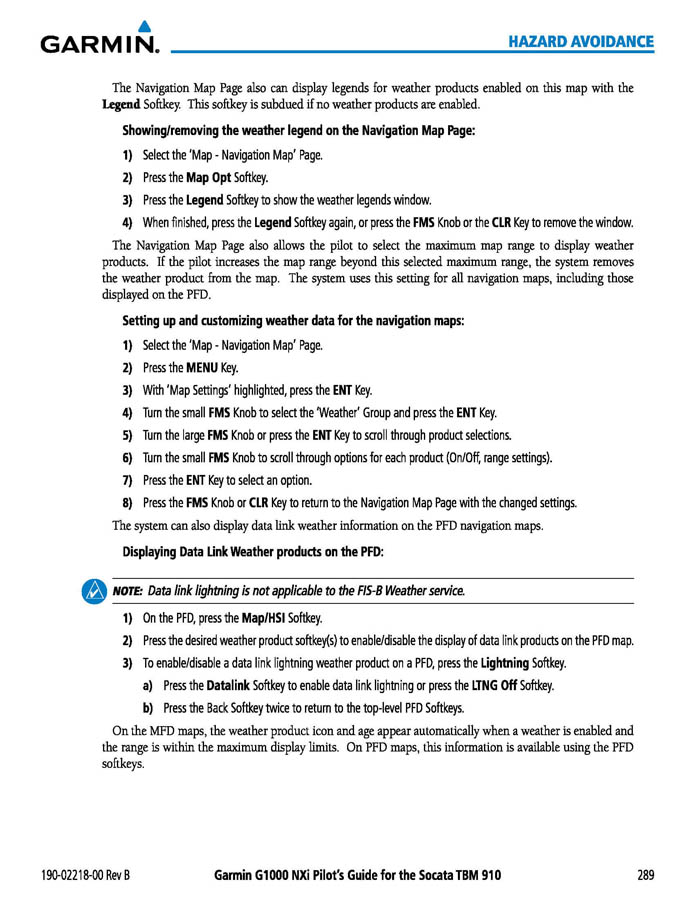 GARMIN.
HAZARD AVOIDANCE
The Navigation Map Page also can display legends for weather products enabled on this map with the
Legend Softkey. This softkey is subdued if no weather products are enabled.
Showing/removing the weather legend on the Navigation Map Page:
1) Select the ‘Map - Navigation Map’ Page.
2) Press the Map Opt Softkey.
3) Press the Legend Softkey to show the weather legends window.
4) When finished, press the Legend Softkey again, or press the FMS Knob or the CLR Key to remove the window.
The Navigation Map Page also allows the pilot to select the maximum map range to display weather
products. If the pilot increases the map range beyond this selected maximum range, the system removes
the weather product from the map. The system uses this setting for all navigation maps, including those
displayed on the PFD.
Setting up and customizing weather data for the navigation maps:
1) Select the ‘Map - Navigation Map’ Page.
2) Press the MENU Key.
3) With ‘Map Settings’ highlighted, press the ENT Key.
4) Turn the small FMS Knob to select the ‘Weather’ Group and press the ENT Key.
5) Turn the large FMS Knob or press the ENT Key to scroll through product selections.
6) Turn the small FMS Knob to scroll through options for each product (On/Off, range settings).
7) Press the ENT Key to select an option.
8) Press the FMS Knob or CLR Key to return to the Navigation Map Page with the changed settings.
The system can also display data link weather information on the PFD navigation maps.
Displaying Data Link Weather products on the PFD:
NOTE: Data link lightning is not applicable to the FIS-B Weather service.
1) On the PFD, press the Map/HSI Softkey.
2) Press the desired weather product softkey(s) to enable/disable the display of data link products on the PFD map.
3) To enable/disable a data link lightning weather product on a PFD, press the Lightning Softkey.
a) Press the Datalink Softkey to enable data link lightning or press the LTNG Off Softkey.
b) Press the Back Softkey twice to return to the top-level PFD Softkeys.
On the MFD maps, the weather product icon and age appear automatically when a weather is enabled and
the range is within the maximum display limits. On PFD maps, this information is available using the PFD
softkeys.
190-02218-00 Rev B
Garmin G1000 NXi Pilot’s Guide for the Socata TBM 910
289